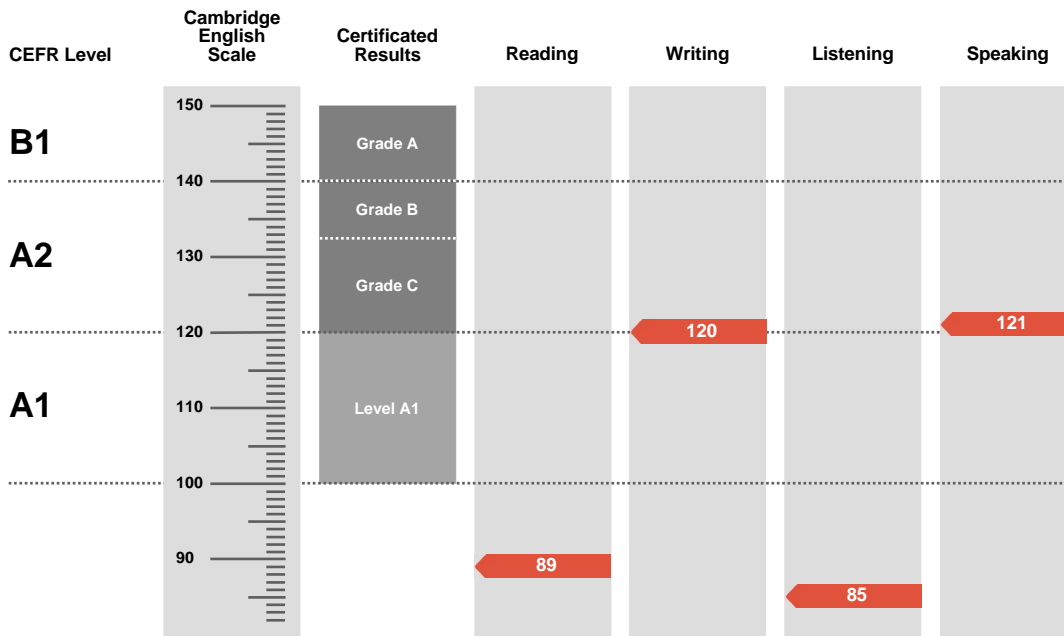 CEFR Level
Cambridge
English
Scale
Certificated
Results
Reading
Writing
Listening
Speaking
150
B1
Grade A
140
Grade B
A2
130
Grade C
120
120
121
A1
110
Level A1
100
90
89
85